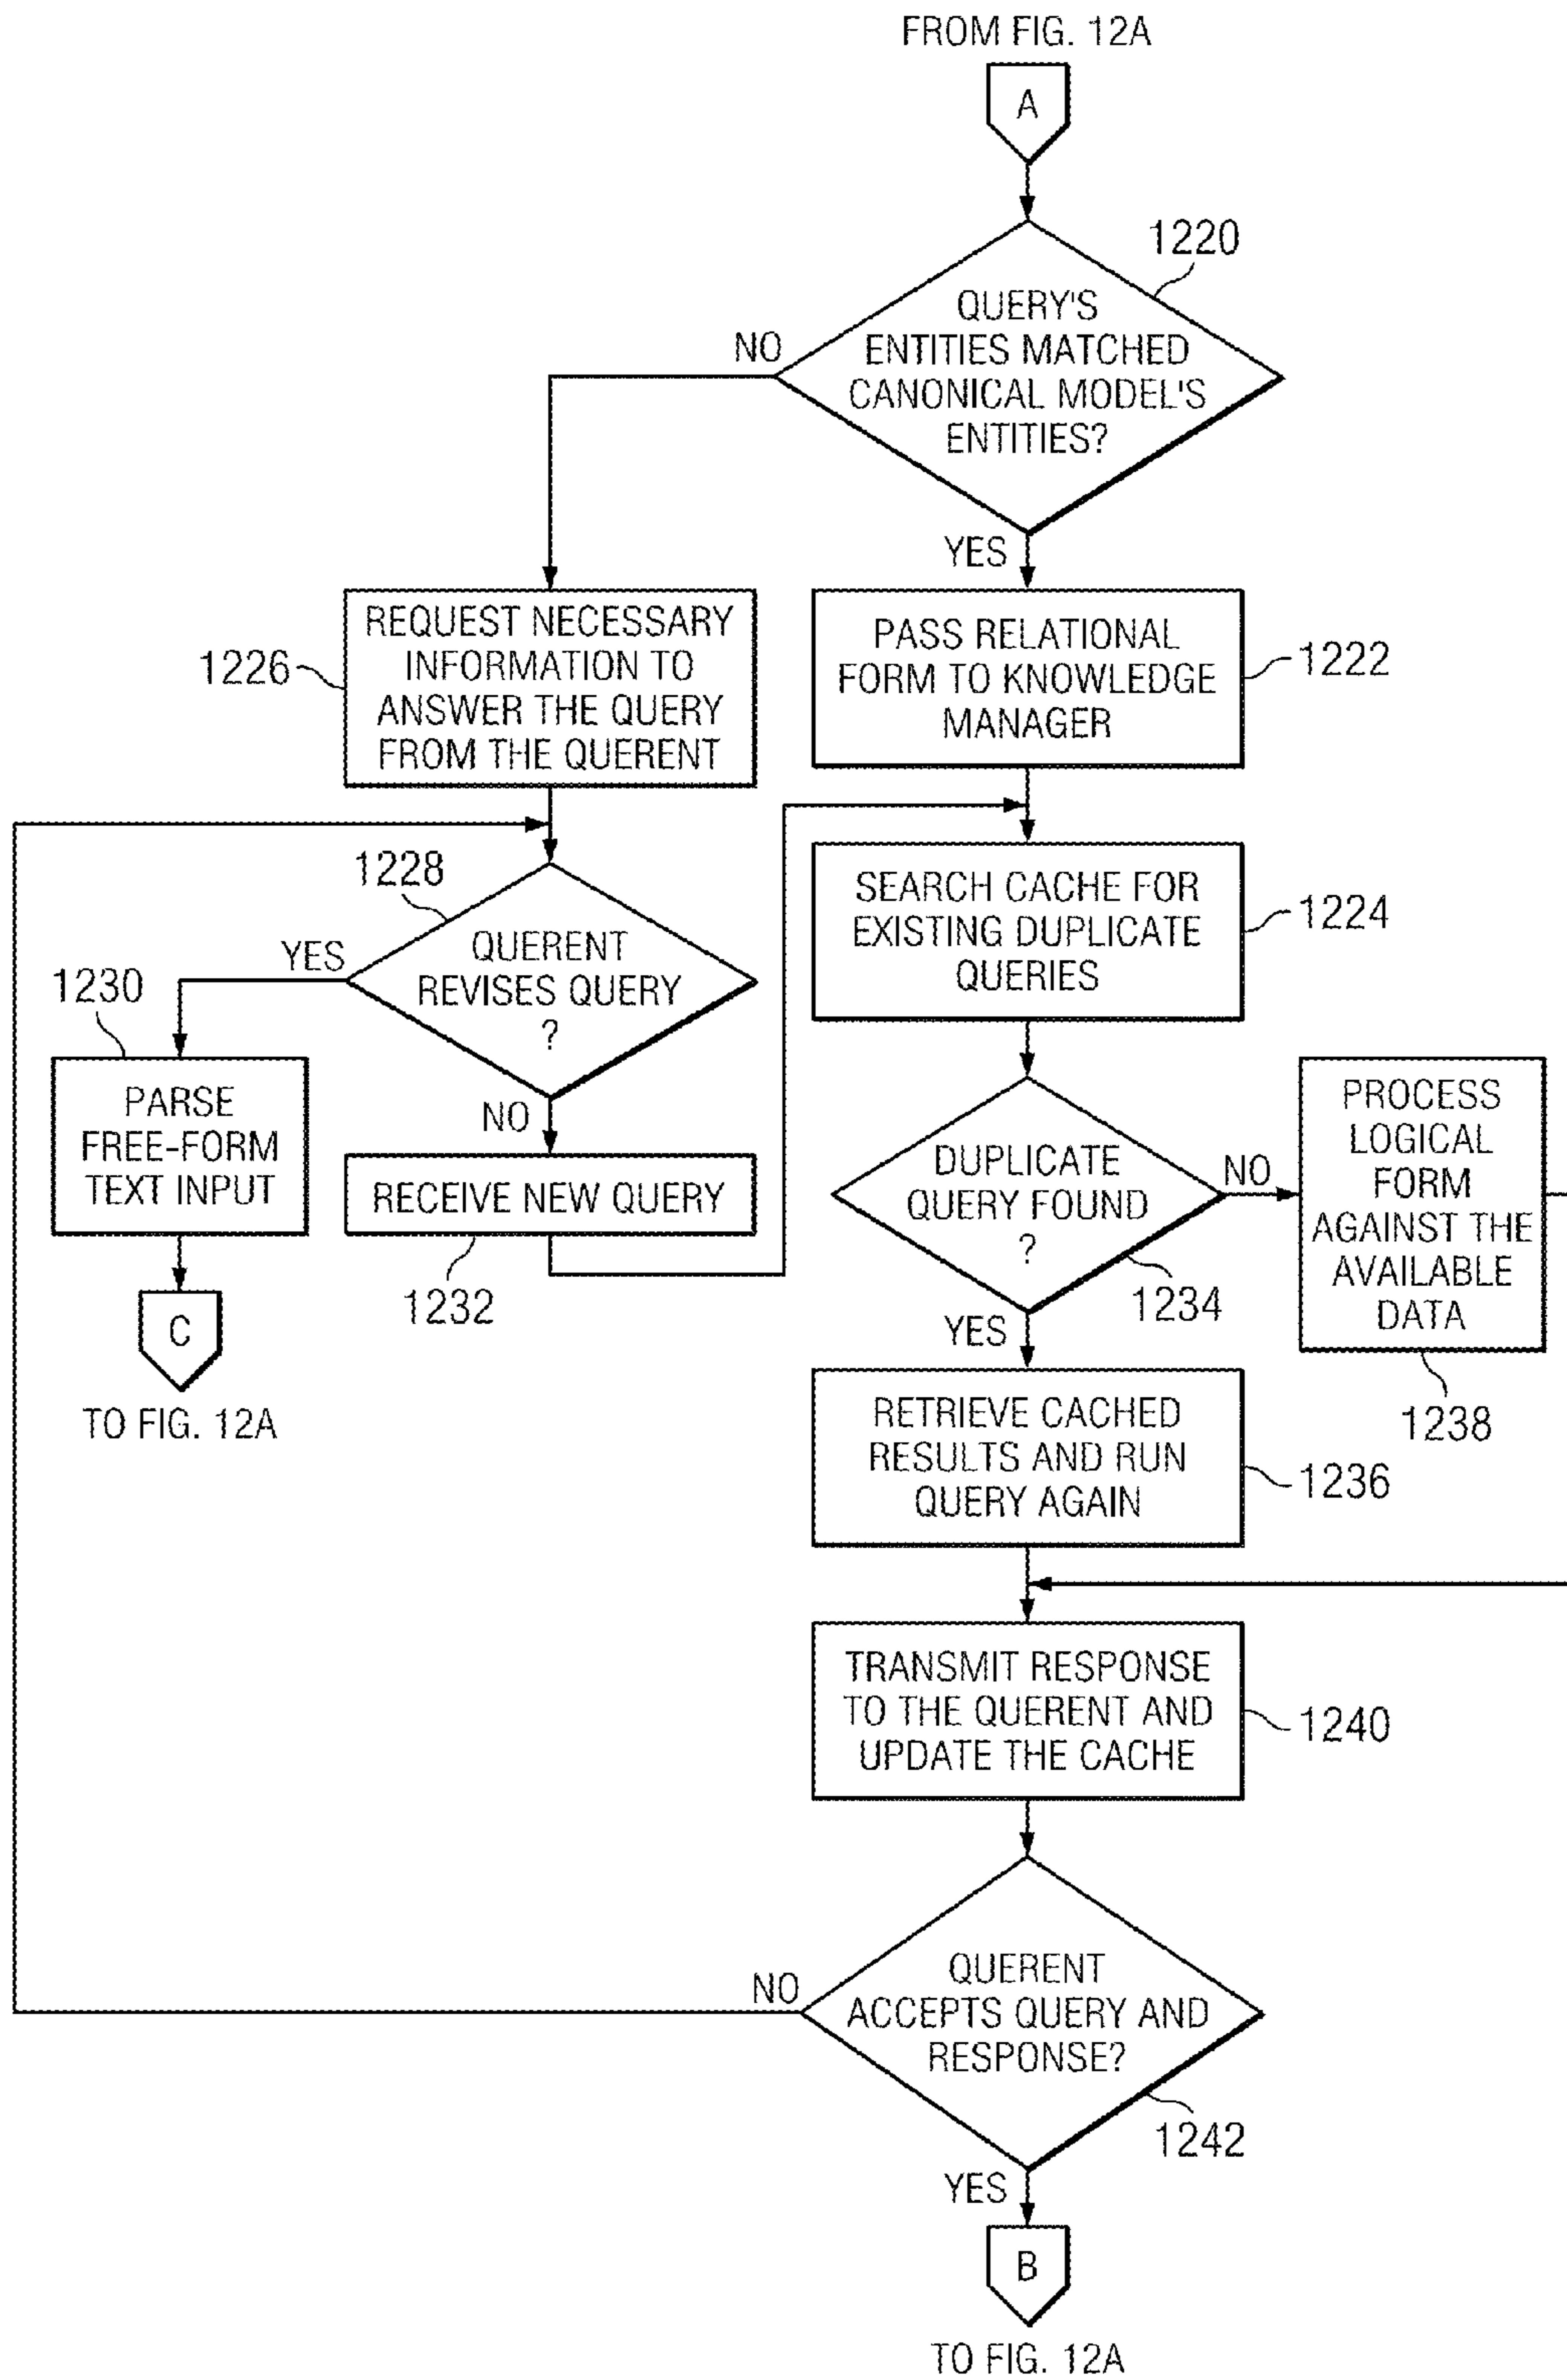 FROM FIG. 12A
A
1220
QUERY'S
ENTITIES MATCHED
CANONICAL MODEL'S
ENTITIES?
NO
YES
REQUEST NECESSARY
INFORMATION TO
ANSWER THE QUERY
FROM THE QUERENT
1226
PASS RELATIONAL
FORM TO KNOWLEDGE
MANAGER
1222
1228
QUERENT
REVISES QUERY
?
YES
NO
1230
PARSE
FREE-FORM
TEXT INPUT
C
TO FIG. 12A
RECEIVE NEW QUERY
1232
SEARCH CACHE FOR
EXISTING DUPLICATE
QUERIES
1224
DUPLICATE
QUERY FOUND
?
1234
NO
YES
PROCESS
LOGICAL
FORM
AGAINST THE
AVAILABLE
DATA
1238
RETRIEVE CACHED
RESULTS AND RUN
QUERY AGAIN
1236
TRANSMIT RESPONSE
TO THE QUERENT AND
UPDATE THE CACHE
1240
NO
QUERENT
ACCEPTS QUERY AND
RESPONSE?
1242
YES
B
TO FIG. 12A